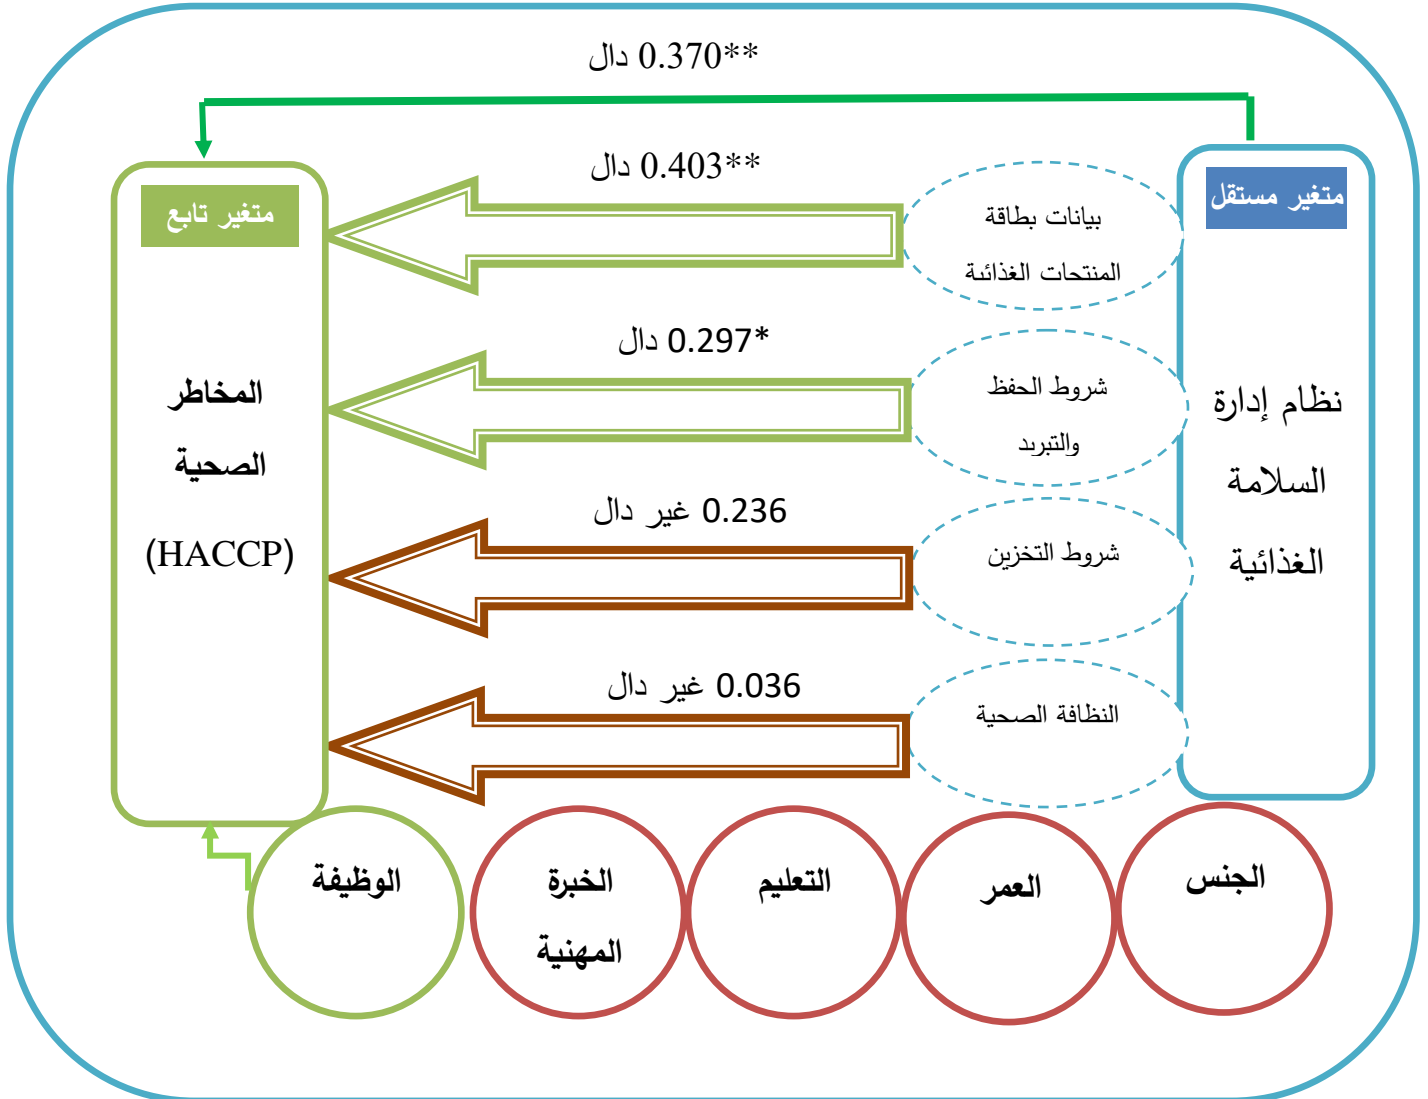 **0.370 دال
متغير مستقل
نظام إدارة
السلامة
الغذائية
**0.403 دال
بيانات بطاقة
المنتجات الغذائية
*0.297 دال
شروط الحفظ
والتبريد
0.236 غير دال
شروط التخزين
0.036 غير دال
النظافة الصحية
متغير تابع
المخاطر
الصحية
(HACCP)
الجنس
العمر
التعليم
الخبرة
المهنية
الوظيفة